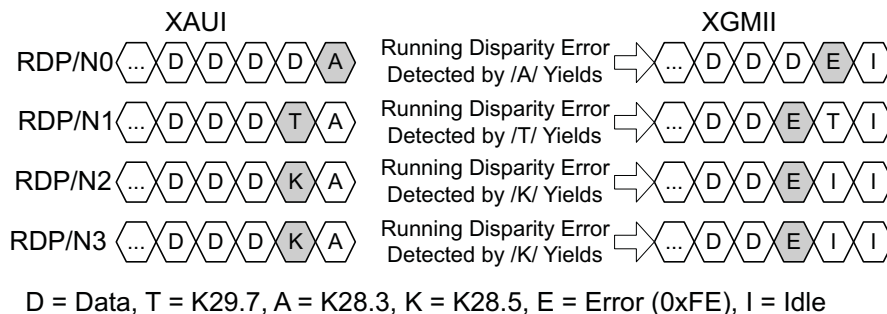 XAUI XGMII
RDP/N0 ... D D D D A Running Disparity Error Detected by /A/ Yields ... D D D E I
RDP/N1 ... D D D T A Running Disparity Error Detected by /T/ Yields ... D D E T I
RDP/N2 ... D D D K A Running Disparity Error Detected by /K/ Yields ... D D E I I
RDP/N3 ... D D D K A Running Disparity Error Detected by /K/ Yields ... D D E I I
D = Data, T = K29.7, A = K28.3, K = K28.5, E = Error (0xFE), I = Idle